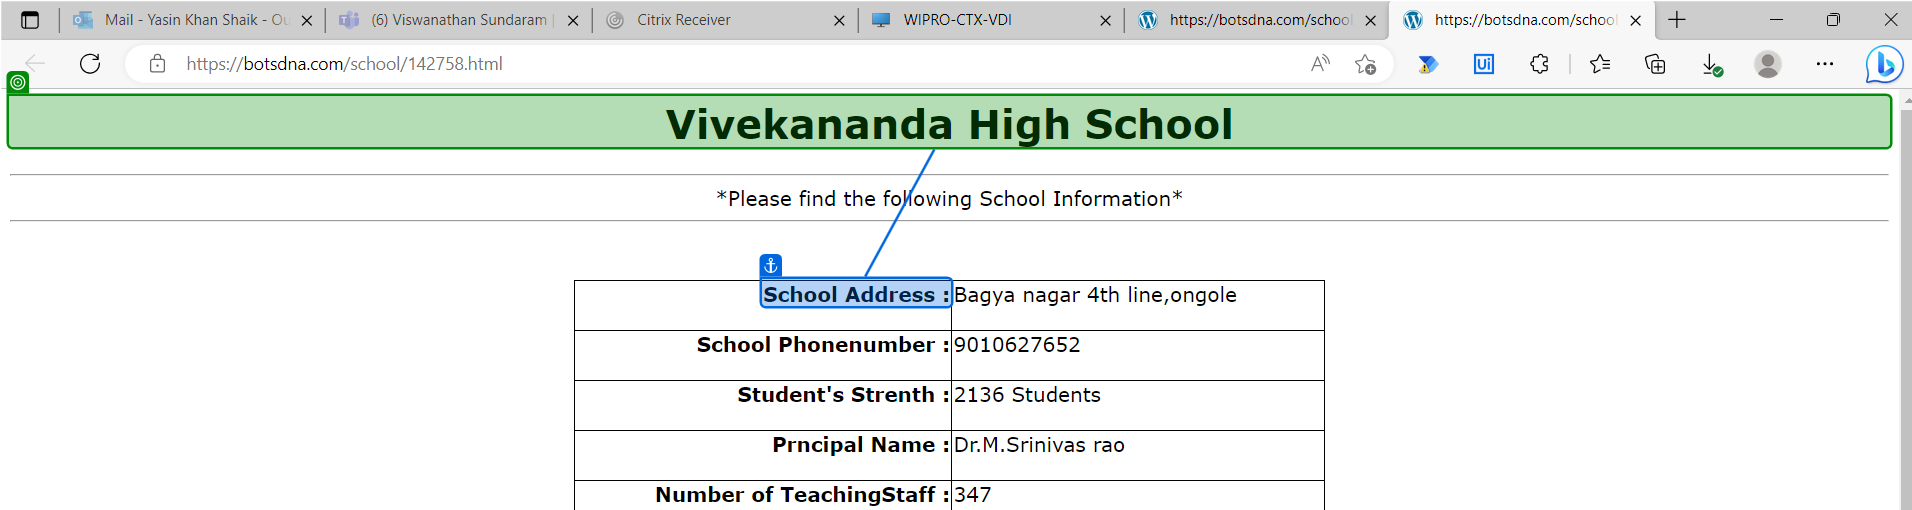 Mail - Yasin Khan Shaik - Ou
(6) Viswanathan Sundaram |
Citrix Receiver
WIPRO-CTX-VDI
https://botsdna.com/school
https://botsdna.com/school
https://botsdna.com/school/142758.html
Vivekananda High School
*Please find the following School Information*
School Address : Bagya nagar 4th line,ongole
School Phonenumber : 9010627652
Student's Strenth : 2136 Students
Prncipal Name : Dr.M.Srinivas rao
Number of TeachingStaff : 347